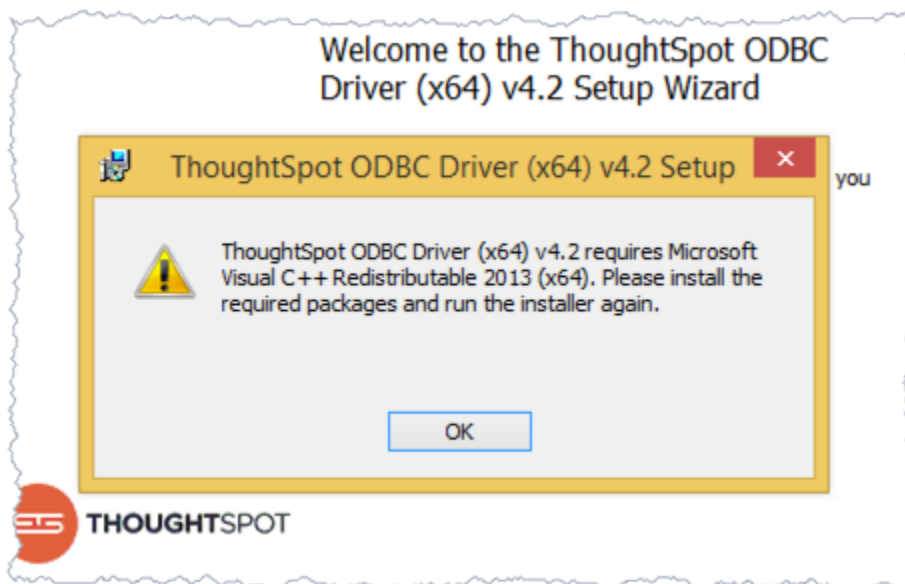 Welcome to the ThoughtSpot ODBC
Driver (x64) v4.2 Setup Wizard
ThoughtSpot ODBC Driver (x64) v4.2 Setup
you
ThoughtSpot ODBC Driver (x64) v4.2 requires Microsoft
Visual C++ Redistributable 2013 (x64). Please install the
required packages and run the installer again.
OK
THOUGHTSPOT